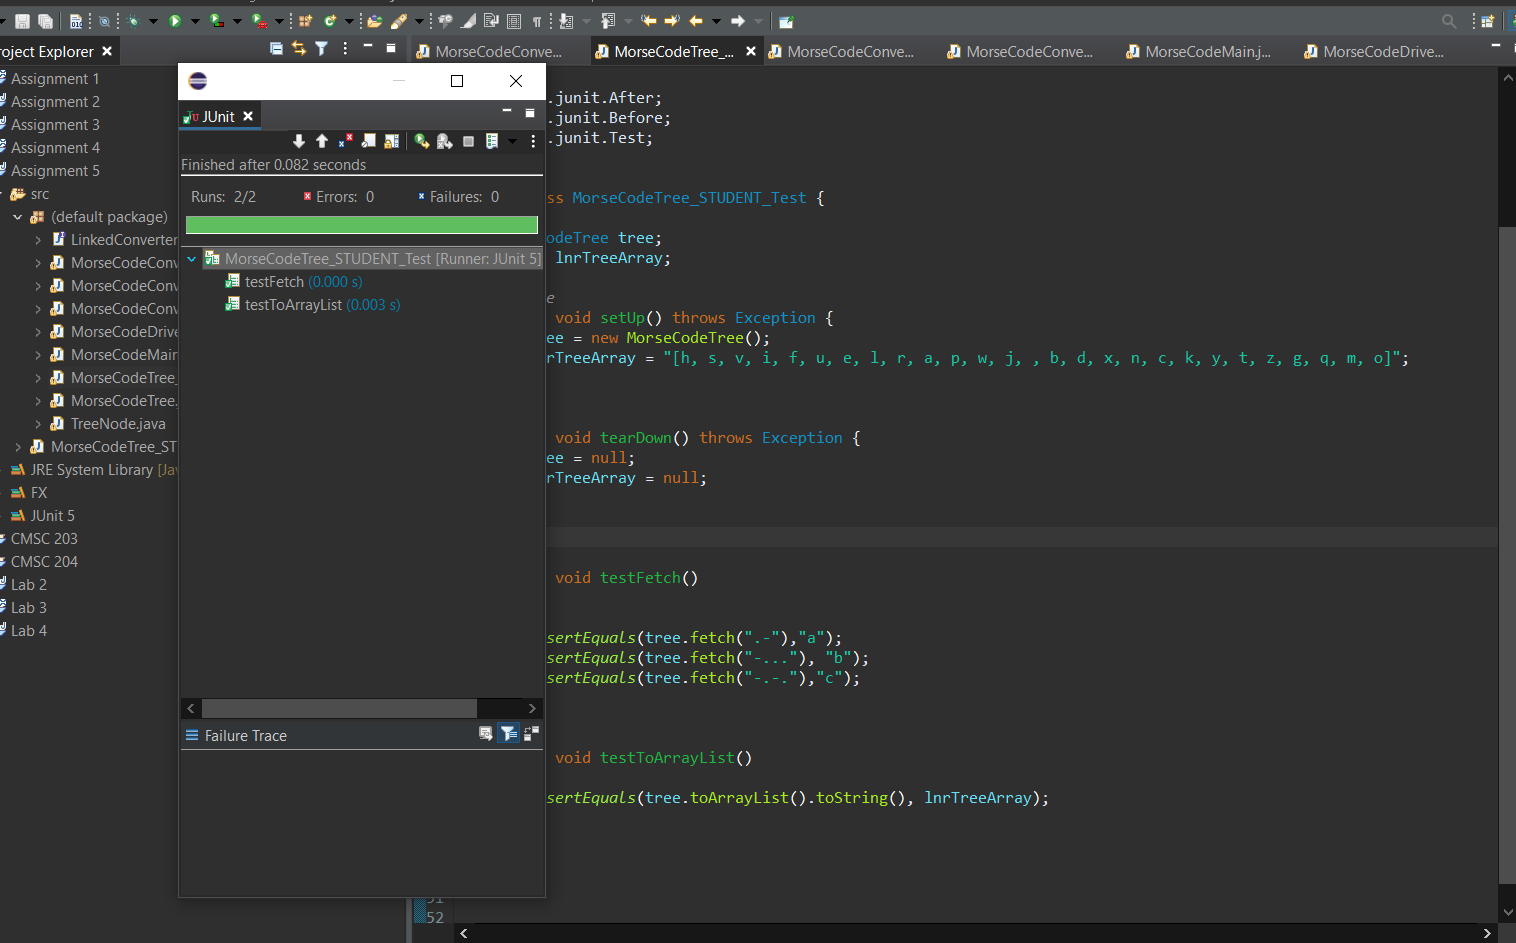 roject Explorer
MorseCodeConve...
MorseCodeTree_...
MorseCodeConve...
MorseCodeConve...
MorseCodeMain.j...
MorseCodeDrive...
Assignment 1
Assignment 2
Assignment 3
Assignment 4
Assignment 5
src
(default package)
LinkedConverter
MorseCodeConv
MorseCodeConv
MorseCodeConv
MorseCodeDrive
MorseCodeMain
MorseCodeTree_
MorseCodeTree.
TreeNode.java
MorseCodeTree_ST
JRE System Library [Jav
FX
JUnit 5
CMSC 203
CMSC 204
Lab 2
Lab 3
Lab 4
JUnit
Finished after 0.082 seconds
Runs: 2/2
Errors: 0
Failures: 0
MorseCodeTree_STUDENT_Test [Runner: JUnit 5]
testFetch (0.000 s)
testToArrayList (0.003 s)
Failure Trace
.junit.After;
.junit.Before;
.junit.Test;
ss MorseCodeTree_STUDENT_Test {
odeTree tree;
lnrTreeArray;
e
void setUp() throws Exception {
ee = new MorseCodeTree();
rTreeArray = "[h, s, v, i, f, u, e, l, r, a, p, w, j, , b, d, x, n, c, k, y, t, z, g, q, m, o]";
void tearDown() throws Exception {
ee = null;
rTreeArray = null;
void testFetch()
sertEquals(tree.fetch(".-"),"a");
sertEquals(tree.fetch("-..."), "b");
sertEquals(tree.fetch("-.-."),"c");
void testToArrayList()
sertEquals(tree.toArrayList().toString(), lnrTreeArray);
51
52